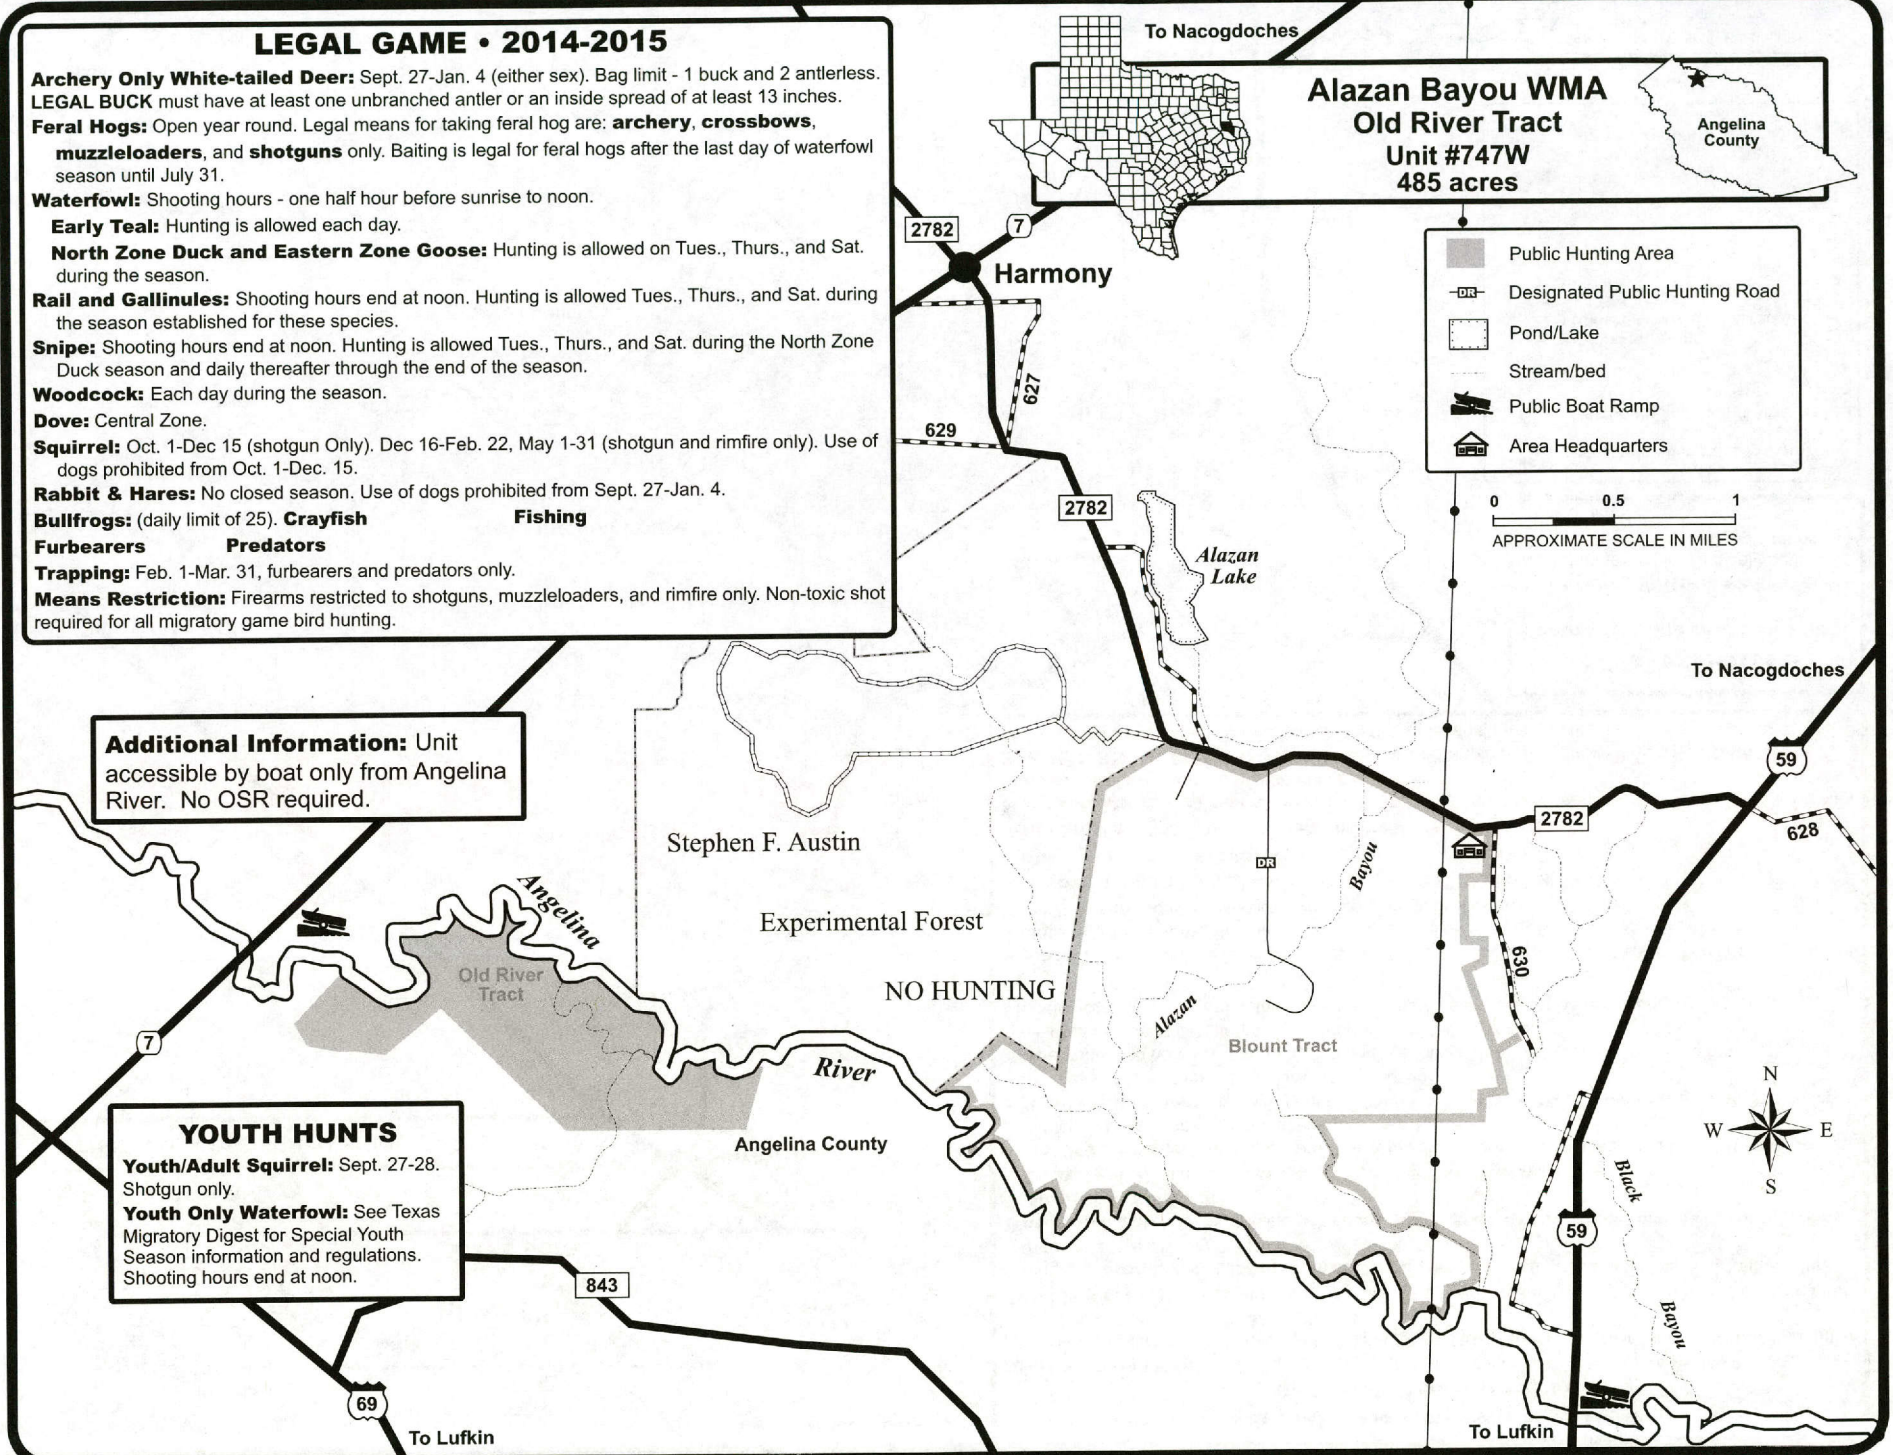 LEGAL GAME • 2014-2015
Archery Only White-tailed Deer: Sept. 27-Jan. 4 (either sex). Bag limit - 1 buck and 2 antlerless.
LEGAL BUCK must have at least one unbranched antler or an inside spread of at least 13 inches.
Feral Hogs: Open year round. Legal means for taking feral hog are: archery, crossbows,
muzzleloaders, and shotguns only. Baiting is legal for feral hogs after the last day of waterfowl
season until July 31.
Waterfowl: Shooting hours - one half hour before sunrise to noon.
Early Teal: Hunting is allowed each day.
North Zone Duck and Eastern Zone Goose: Hunting is allowed on Tues., Thurs., and Sat.
during the season.
Rail and Gallinules: Shooting hours end at noon. Hunting is allowed Tues., Thurs., and Sat. during
the season established for these species.
Snipe: Shooting hours end at noon. Hunting is allowed Tues., Thurs., and Sat. during the North Zone
Duck season and daily thereafter through the end of the season.
Woodcock: Each day during the season.
Dove: Central Zone.
Squirrel: Oct. 1-Dec 15 (shotgun Only). Dec 16-Feb. 22, May 1-31 (shotgun and rimfire only). Use of
dogs prohibited from Oct. 1-Dec. 15.
Rabbit & Hares: No closed season. Use of dogs prohibited from Sept. 27-Jan. 4.
Bullfrogs: (daily limit of 25). Crayfish Fishing
Furbearers Predators
Trapping: Feb. 1-Mar. 31, furbearers and predators only.
Means Restriction: Firearms restricted to shotguns, muzzleloaders, and rimfire only. Non-toxic shot
required for all migratory game bird hunting.
To Nacogdoches
Alazan Bayou WMA
Old River Tract
Unit #747W
485 acres
Angelina
County
2782
7
Harmony
Public Hunting Area
DR Designated Public Hunting Road
Pond/Lake
Stream/bed
Public Boat Ramp
Area Headquarters
0 0.5 1
APPROXIMATE SCALE IN MILES
627
629
2782
Alazan
Lake
To Nacogdoches
59
Additional Information: Unit
accessible by boat only from Angelina
River. No OSR required.
2782
628
Stephen F. Austin
Experimental Forest
NO HUNTING
DR
Bayou
Alazan
Blount Tract
630
Angelina
River
Old River
Tract
7
Angelina County
N
W E
S
YOUTH HUNTS
Youth/Adult Squirrel: Sept. 27-28.
Shotgun only.
Youth Only Waterfowl: See Texas
Migratory Digest for Special Youth
Season information and regulations.
Shooting hours end at noon.
843
59
Black
Bayou
69
To Lufkin
To Lufkin